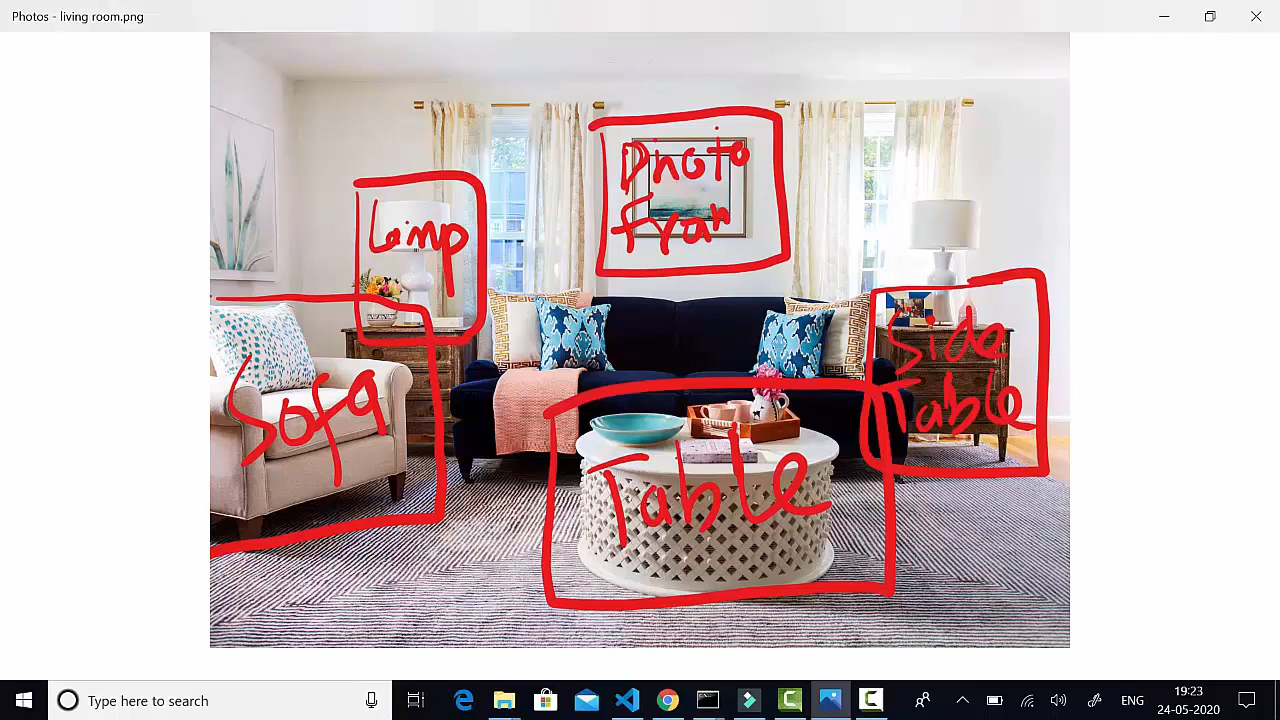 Photos - living room.png
Photo
fram
Lamp
Side
Table
Sofa
Table
Type here to search
ENG
19:23
24-05-2020